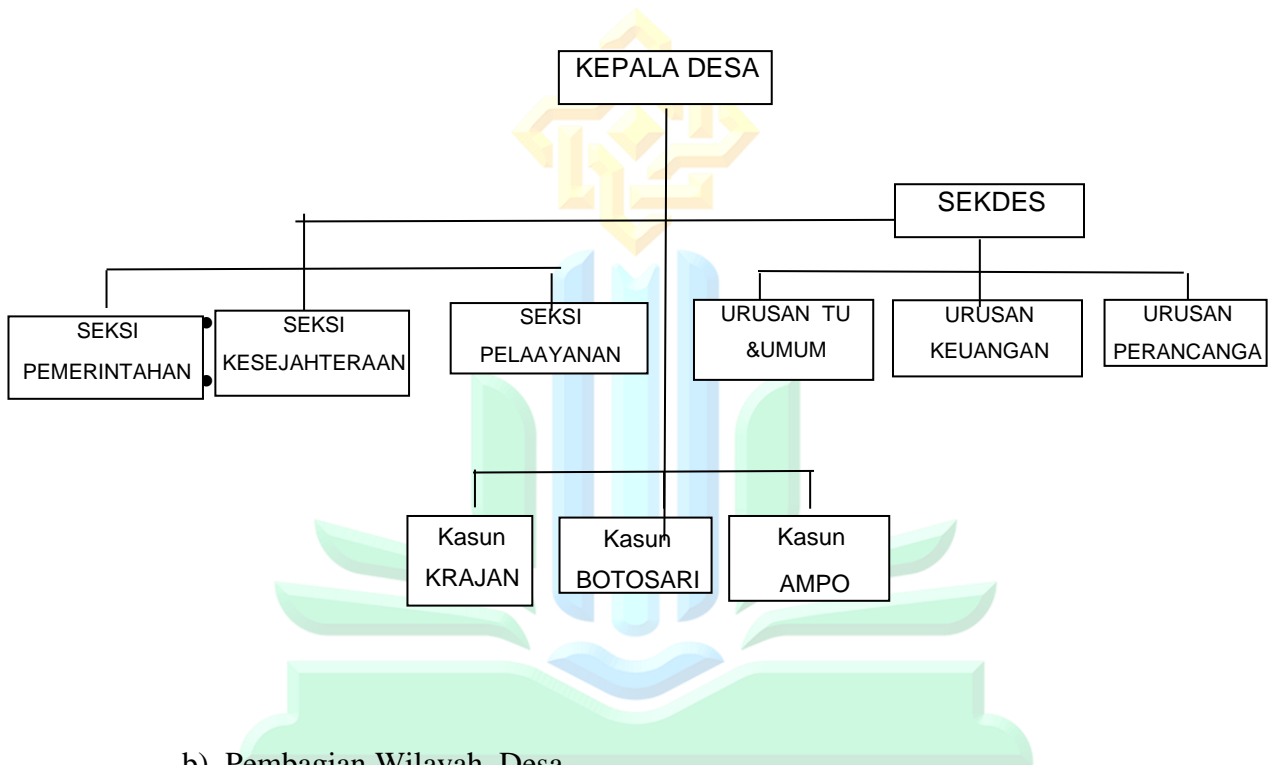 KEPALA DESA
SEKDES
SEKSI
PEMERINTAHAN
SEKSI
KESEJAHTERAAN
SEKSI
PELAAYANAN
URUSAN TU
&UMUM
URUSAN
KEUANGAN
URUSAN
PERANCANGA
Kasun
KRAJAN
Kasun
BOTOSARI
Kasun
AMPO
b) Pembagian Wilayah Desa